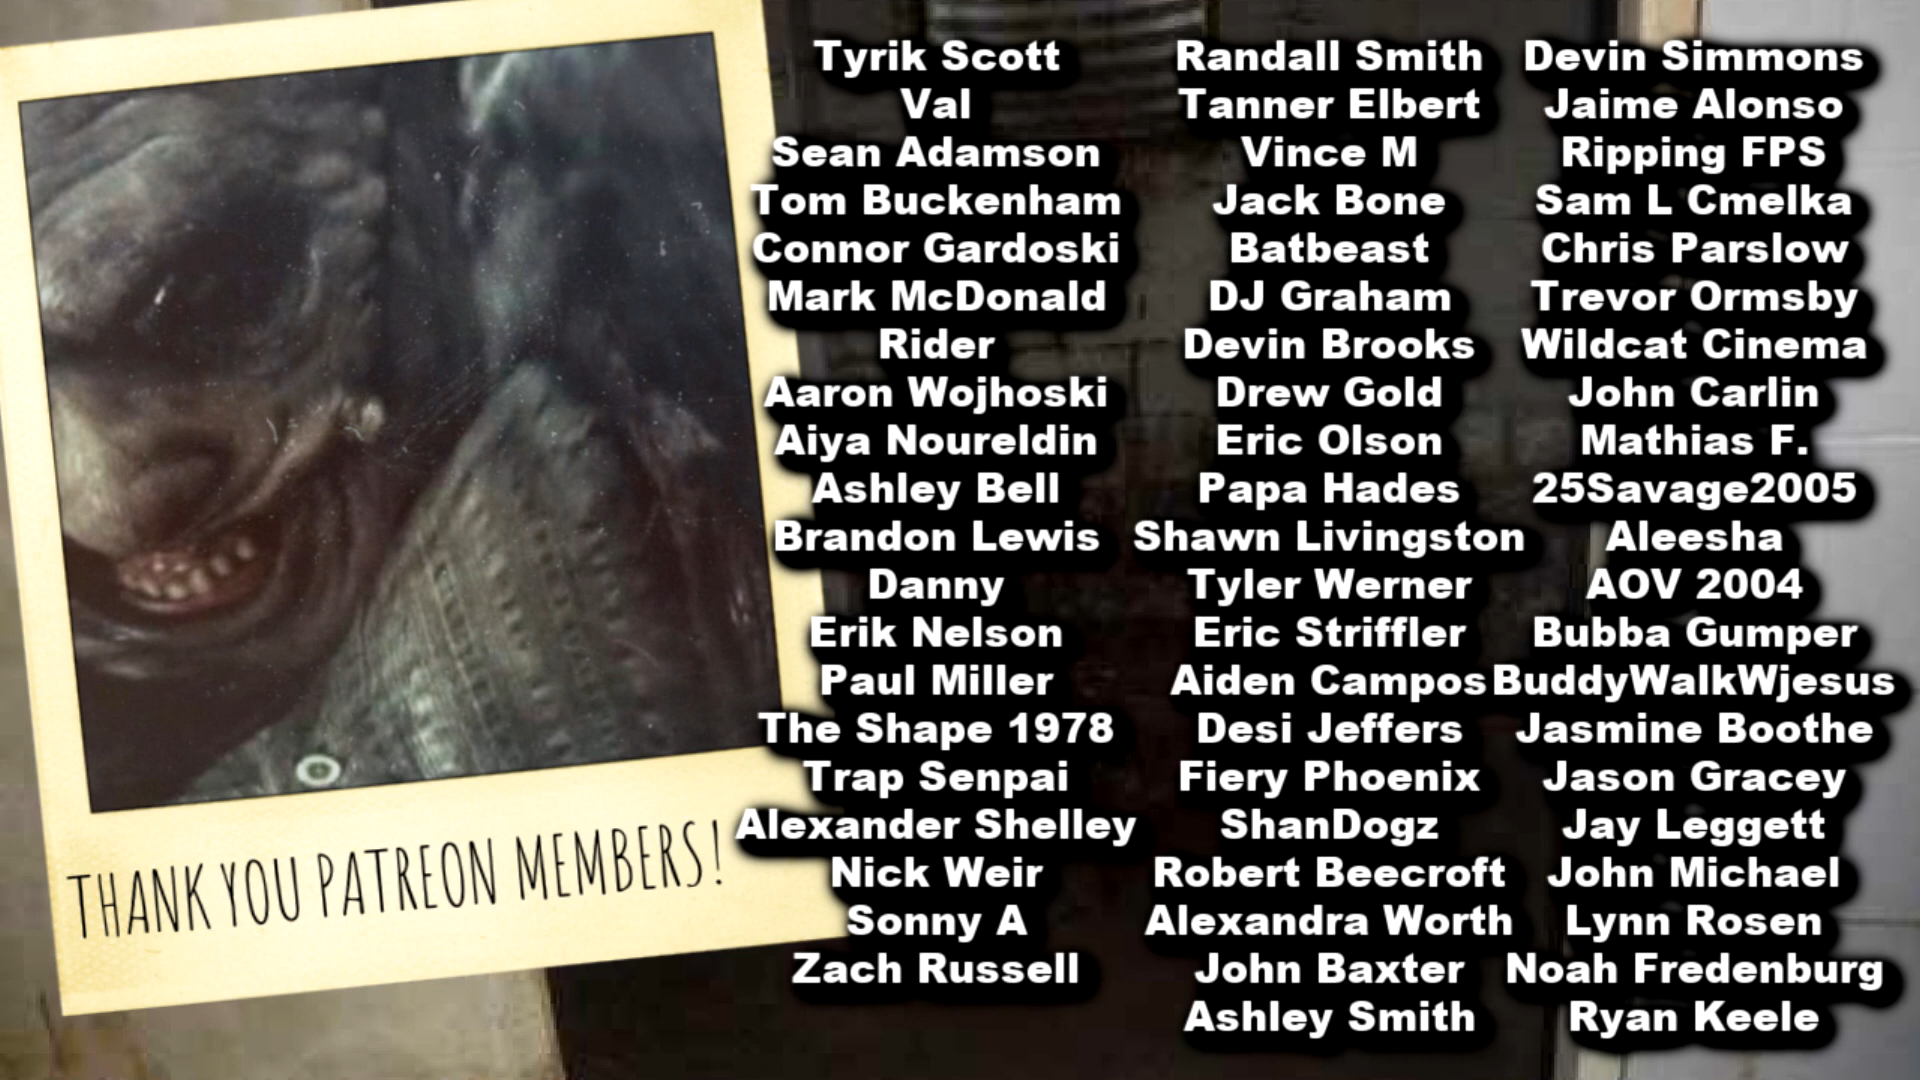 THANK YOU PATREON MEMBERS!
Tyrik Scott
Val
Sean Adamson
Tom Buckenham
Connor Gardoski
Mark McDonald
Rider
Aaron Wojhoski
Aiya Noureldin
Ashley Bell
Brandon Lewis
Danny
Erik Nelson
Paul Miller
The Shape 1978
Trap Senpai
Alexander Shelley
Nick Weir
Sonny A
Zach Russell
Randall Smith
Tanner Elbert
Vince M
Jack Bone
Batbeast
DJ Graham
Devin Brooks
Drew Gold
Eric Olson
Papa Hades
Shawn Livingston
Tyler Werner
Eric Striffler
Aiden Campos
Desi Jeffers
Fiery Phoenix
ShanDogz
Robert Beecroft
Alexandra Worth
John Baxter
Ashley Smith
Devin Simmons
Jaime Alonso
Ripping FPS
Sam L Cmelka
Chris Parslow
Trevor Ormsby
Wildcat Cinema
John Carlin
Mathias F.
25Savage2005
Aleesha
AOV 2004
Bubba Gumper
BuddyWalkWjesus
Jasmine Boothe
Jason Gracey
Jay Leggett
John Michael
Lynn Rosen
Noah Fredenburg
Ryan Keele